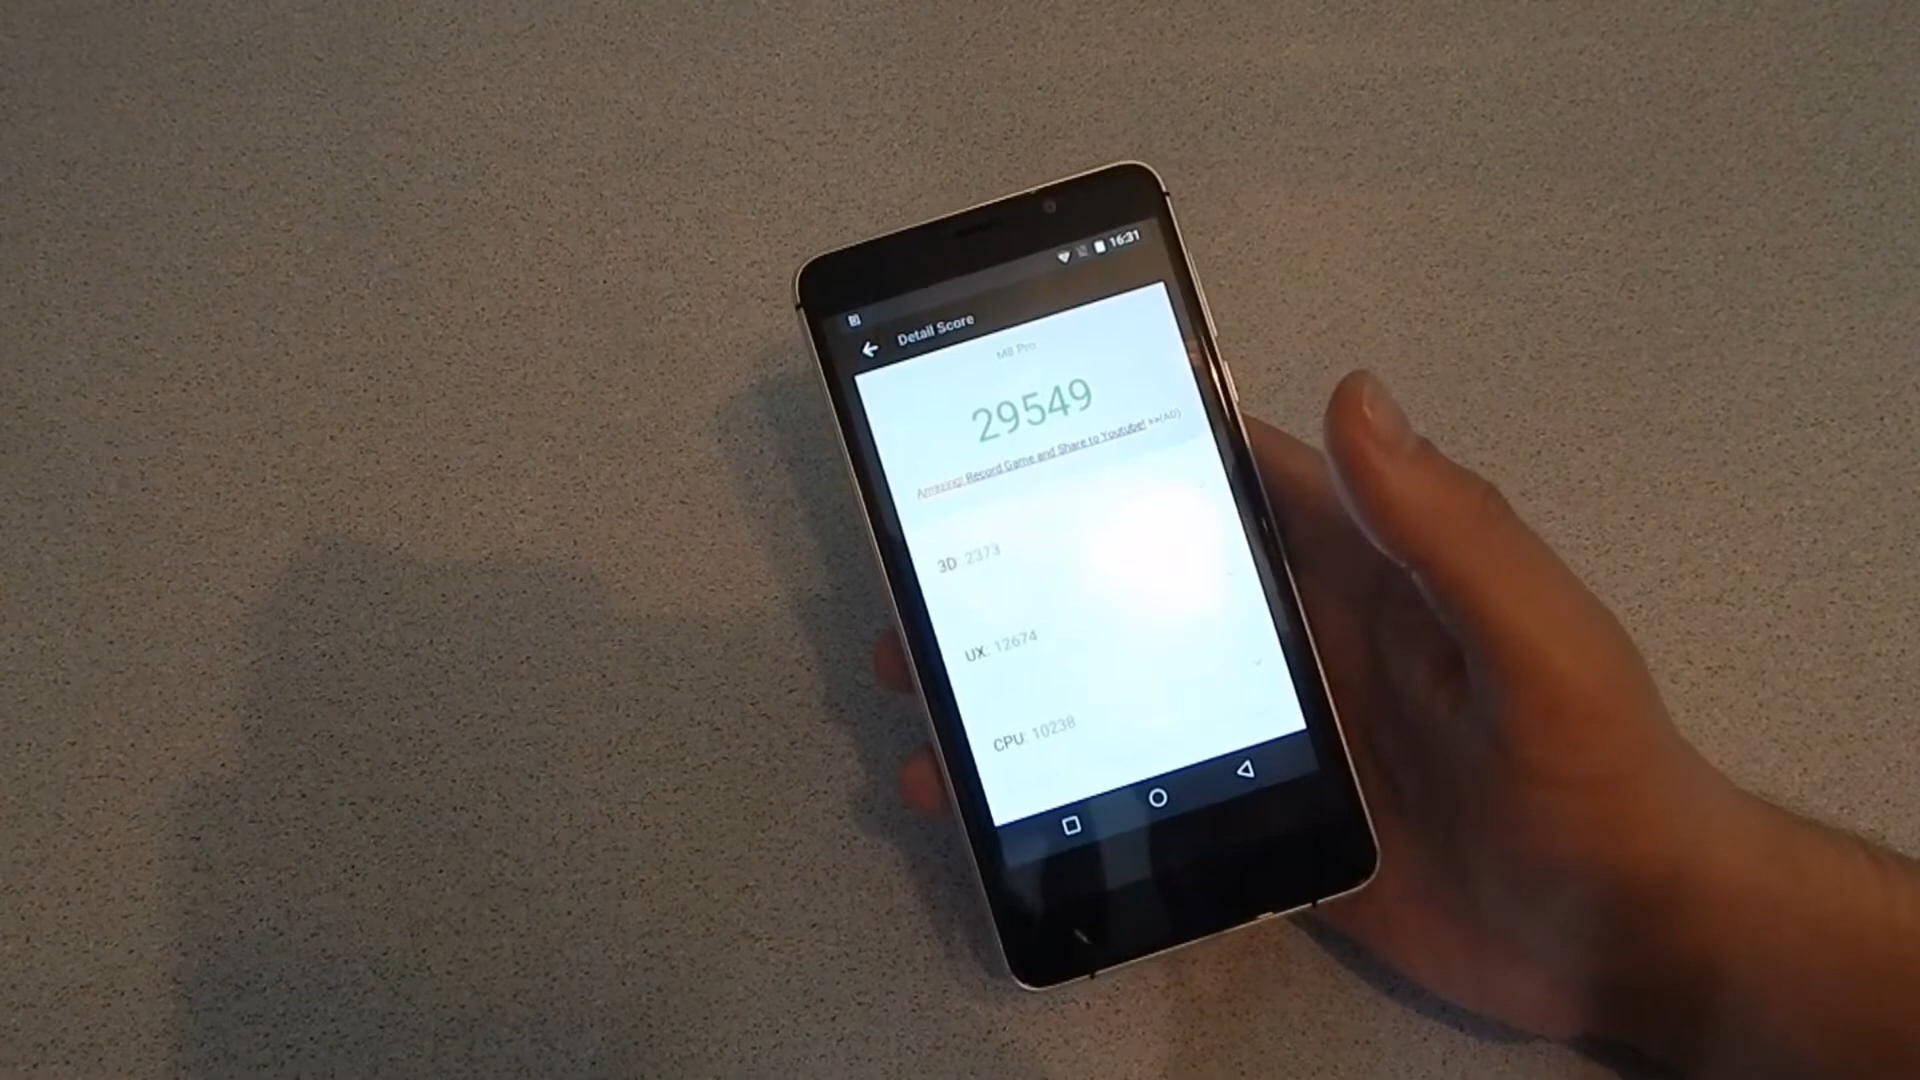 16:31
Detail Score
M8 Pro
29549
Amazing! Record Game and Share to Youtube! >>(AD)
3D: 2373
UX: 12674
CPU: 10238